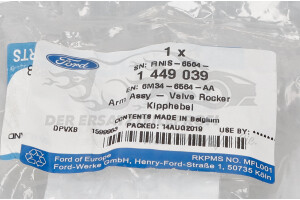 1 x
Ford
SN: RNIS-6564-
1 449 039
EN: 6M34-6564-AA
Arm Assy - Valve Rocker
Kipphebel
DPVXB
CONTENTS MADE IN Belgium
PACKED: 14AUG2019 USE BY:
RKPMS NO. MFL001
Ford of Europe
Ford-Werke GmbH, Henry-Ford-Straße 1, 50735 Köln